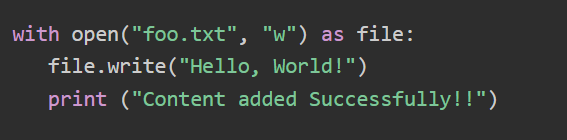 with open("foo.txt", "w") as file:
   file.write("Hello, World!")
   print ("Content added Successfully!!")